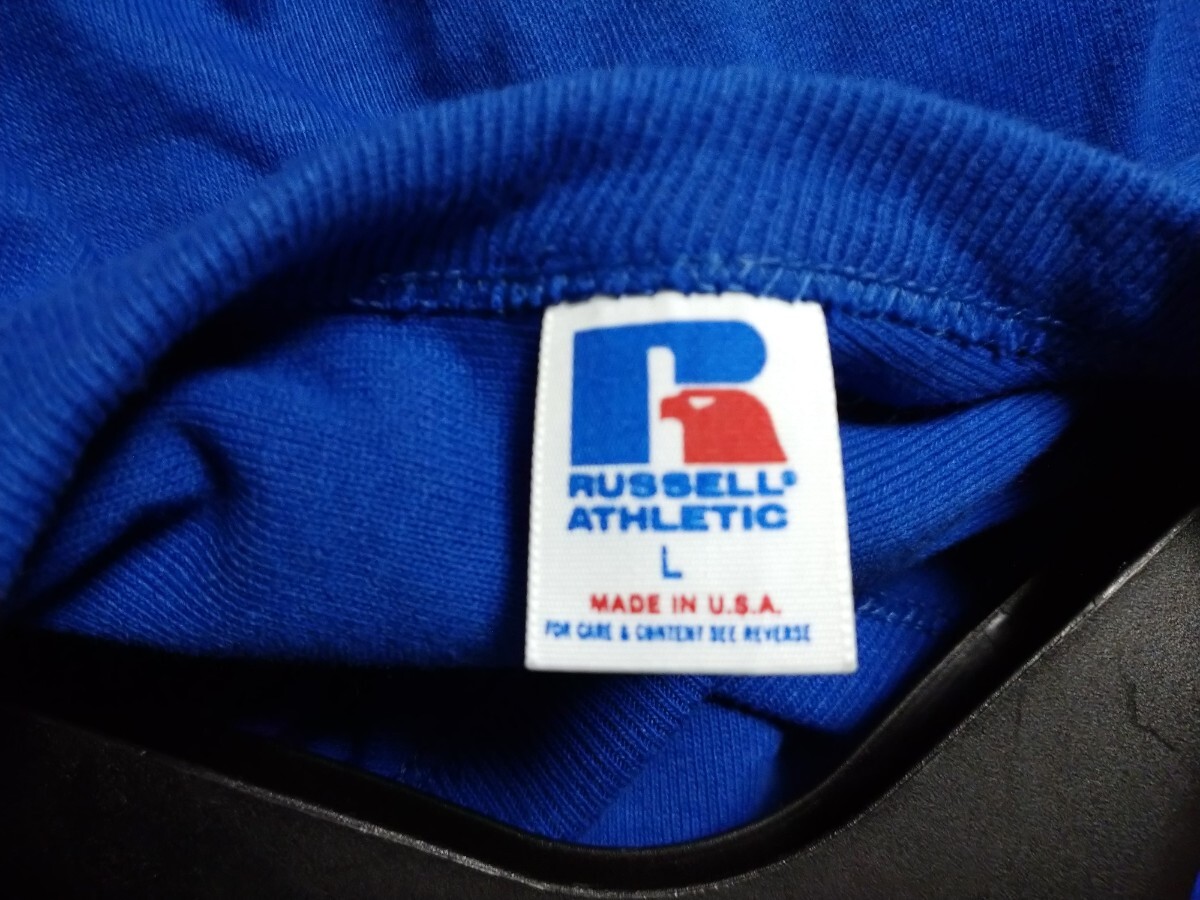 R
RUSSELL®
ATHLETIC
L
MADE IN U.S.A.
FOR CARE & CONTENT SEE REVERSE